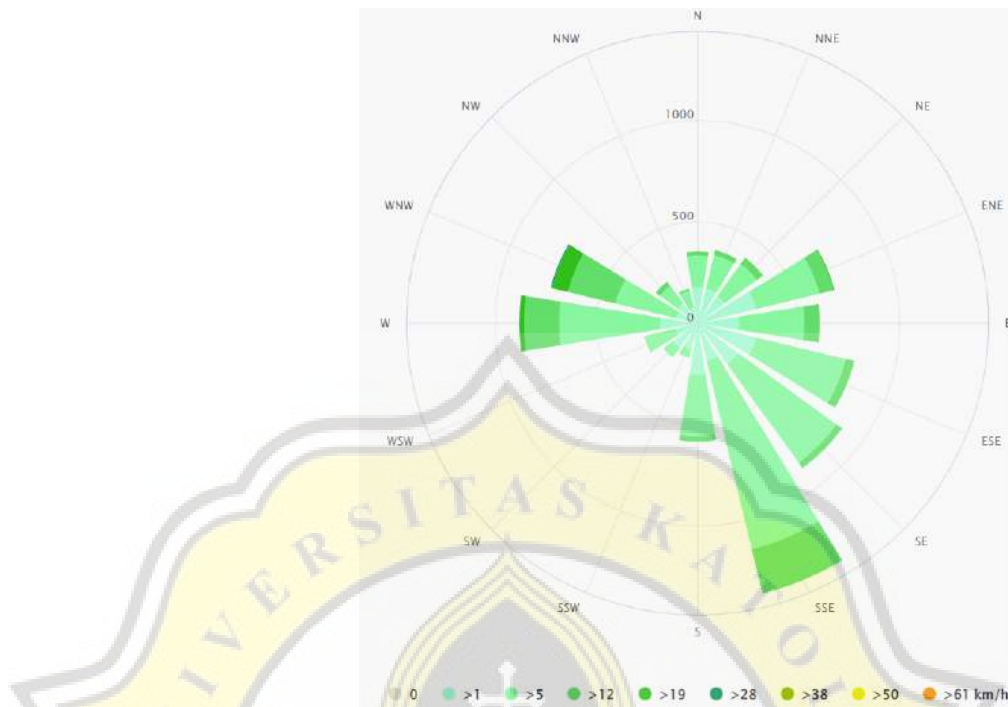 N
NNW NNE
NW NE
1000
WNW ENE
500
0
W
WSW ESE
SW SE
SSW SSE
S
UNIVERSITAS KATOL
0 >1 >5 >12 >19 >28 >38 >50 >61 km/h